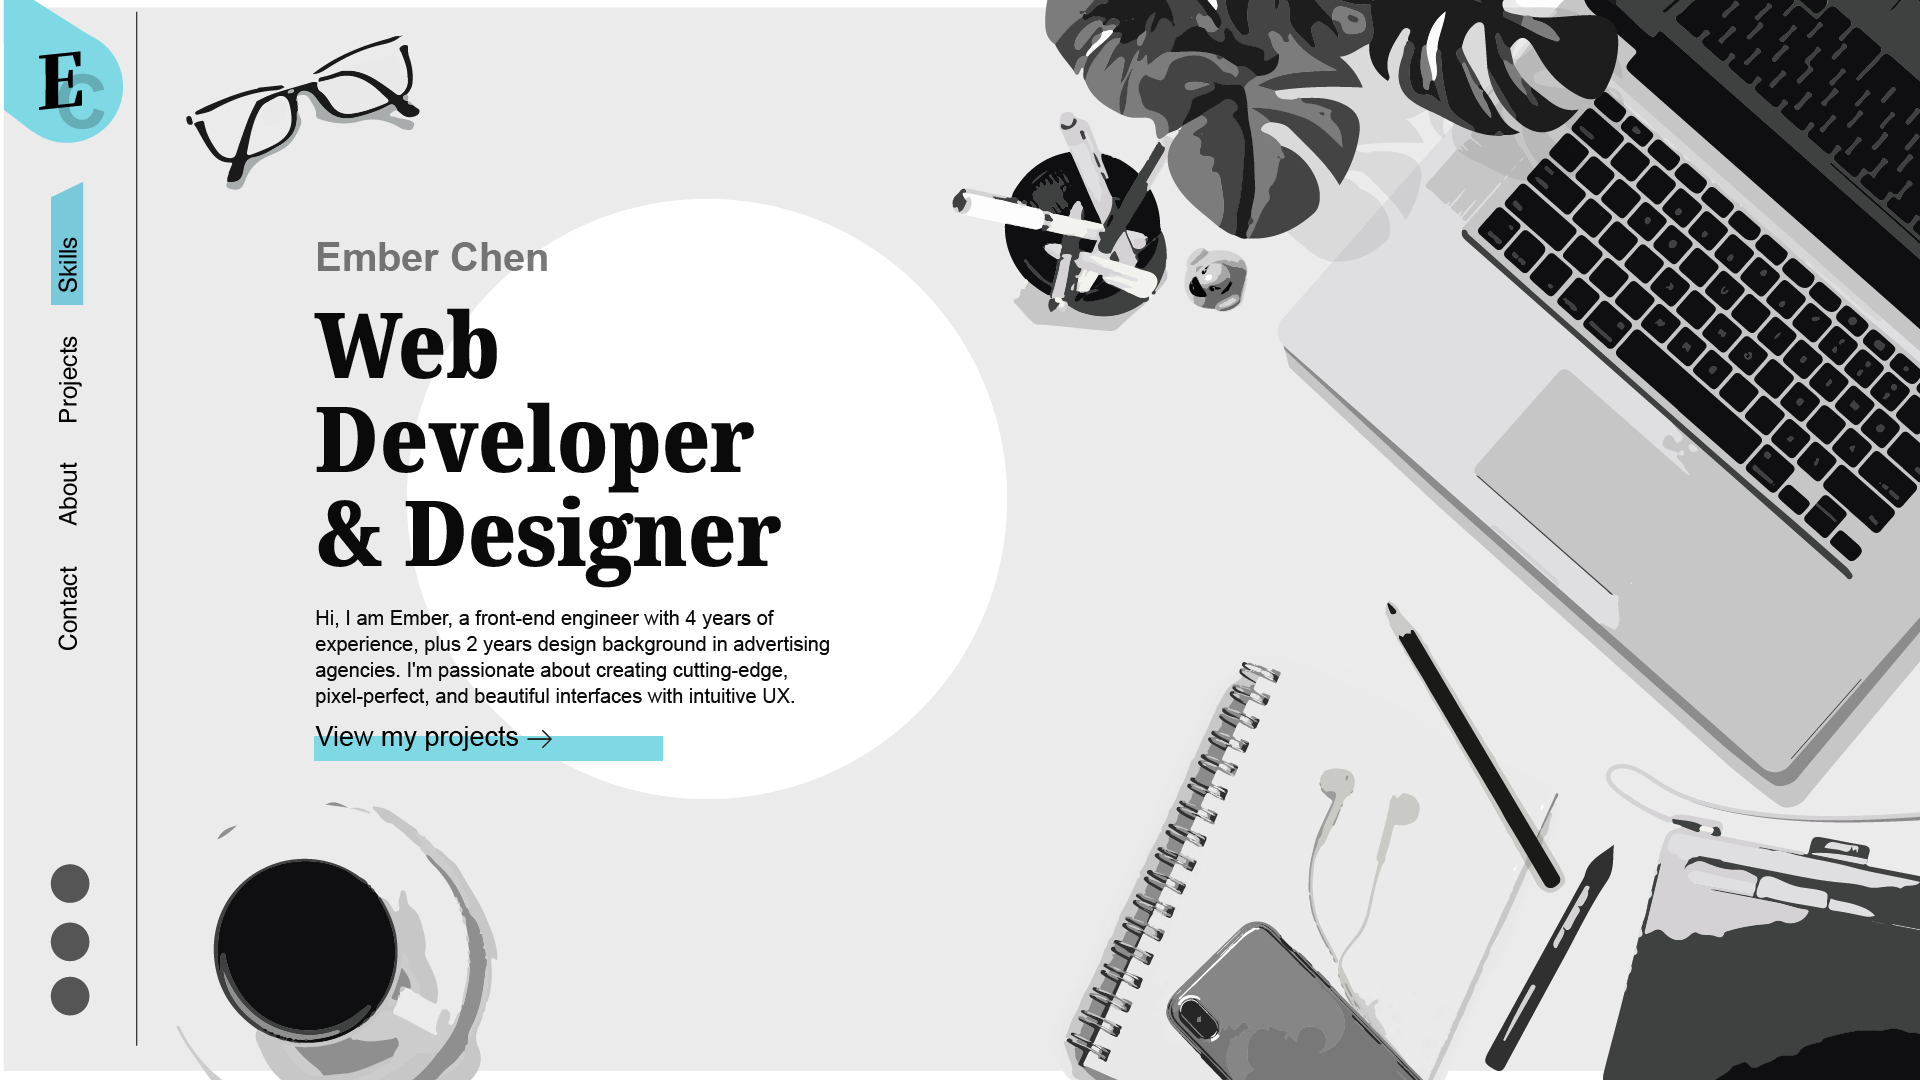 EC
Skills
Projects
About
Contact
Ember Chen
Web
Developer
& Designer
Hi, I am Ember, a front-end engineer with 4 years of
experience, plus 2 years design background in advertising
agencies. I'm passionate about creating cutting-edge,
pixel-perfect, and beautiful interfaces with intuitive UX.
View my projects →